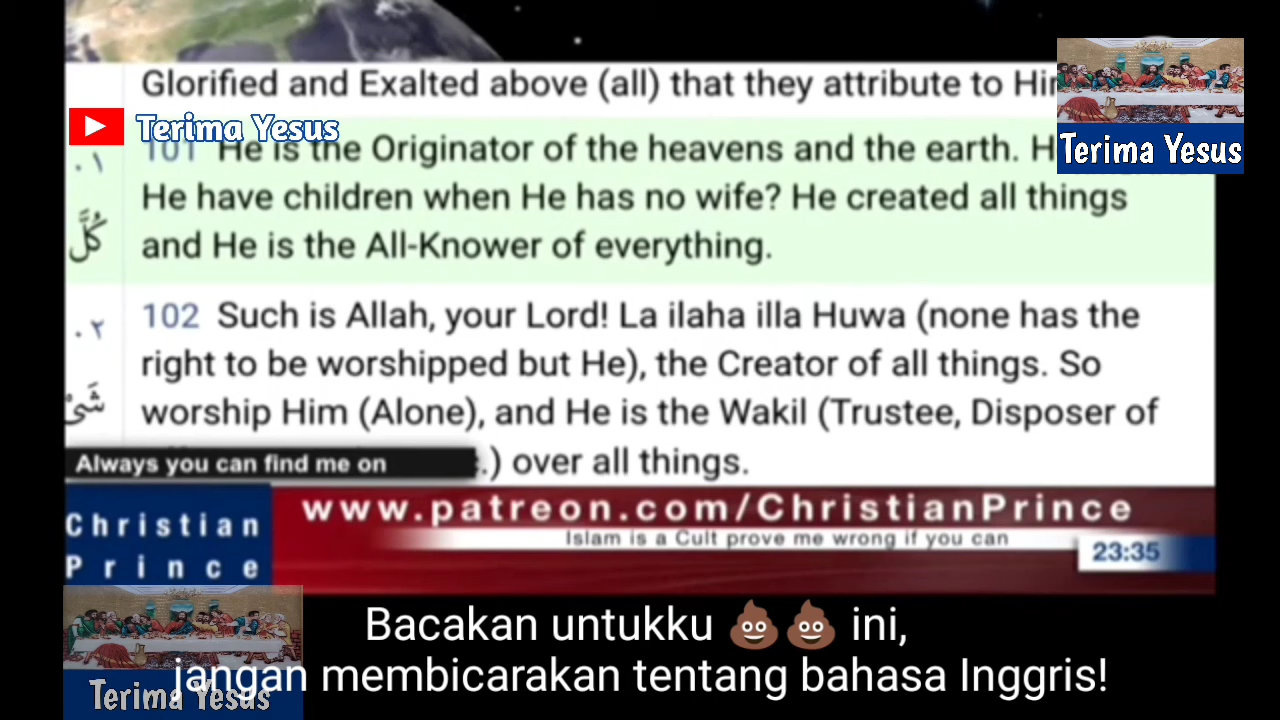 Glorified and Exalted above (all) that they attribute to
Terima Yesus
Terima Yesus
101 He is the Originator of the heavens and the earth.
He have children when He has no wife? He created all things
كُلَّ
and He is the All-Knower of everything.
102 Such is Allah, your Lord! La ilaha illa Huwa (none has the
right to be worshipped but He), the Creator of all things. So
worship Him (Alone), and He is the Wakil (Trustee, Disposer of
Always you can find me on
.) over all things.
Christian
Prince
www.patreon.com/ChristianPrince
Islam is a Cult prove me wrong if you can
23:35
Bacakan untukku 💩💩 ini,
jangan membicarakan tentang bahasa Inggris!
Terima Yesus